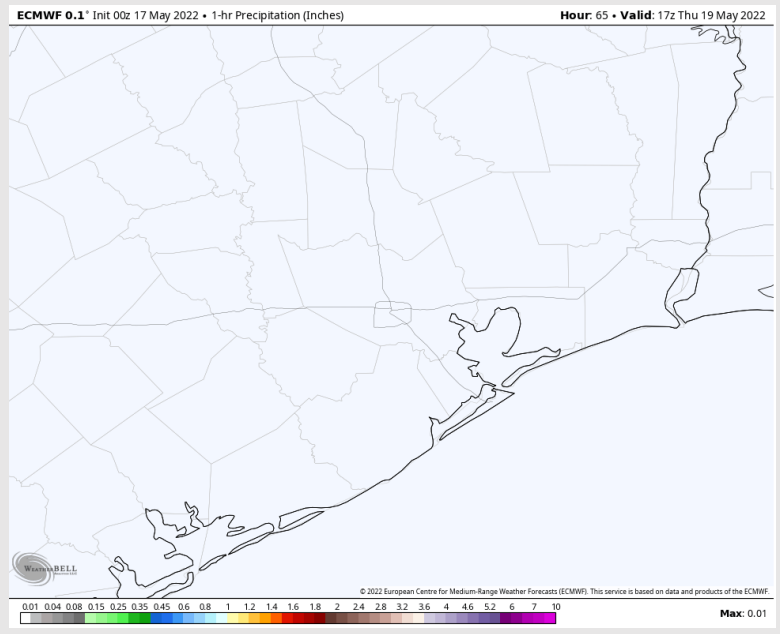 ECMWF 0.1° Init 00z 17 May 2022 • 1-hr Precipitation (Inches) Hour: 65 • Valid: 17z Thu 19 May 2022
WEATHERBELL
© 2022 European Centre for Medium-Range Weather Forecasts (ECMWF). This service is based on data and products of the ECMWF.
0.01 0.04 0.08 0.15 0.25 0.35 0.45 0.6 0.8 1 1.2 1.4 1.6 1.8 2 2.4 2.8 3.2 3.6 4 4.6 5.2 6 7 10 Max: 0.01